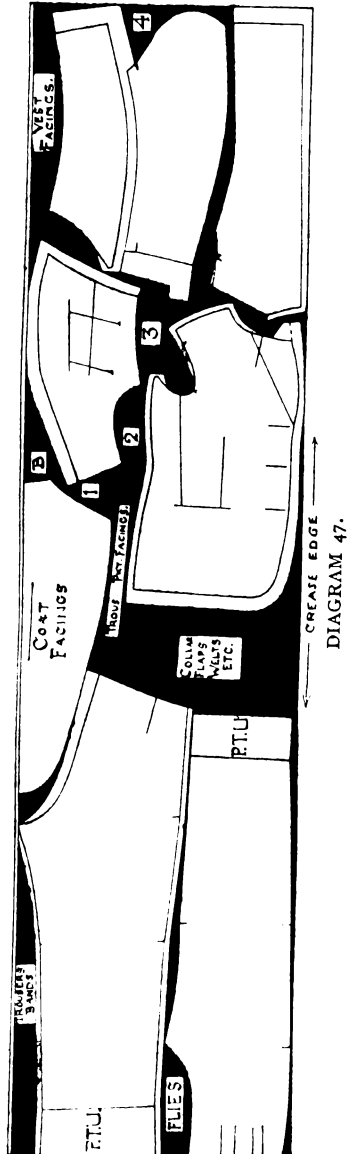 VEST
FACINGS.
4
3
2
B
1
TROUS PKT. FACINGS.
COAT
FACINGS
COLLAR
FLAPS
WELTS
ETC.
P.T.U.
CREASE EDGE
DIAGRAM 47.
TROUSERS
BANDS
P.T.U.
FLIES